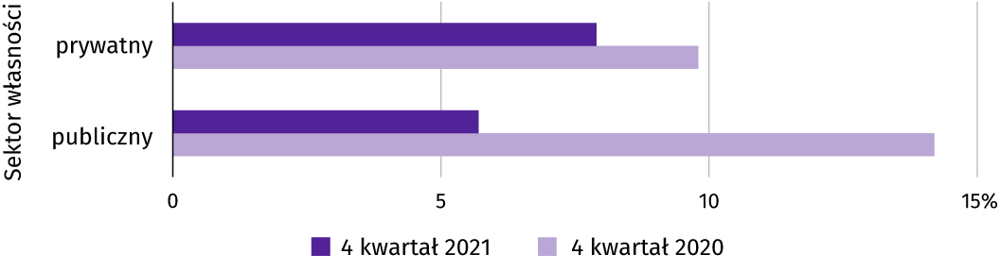 Sektor własności
prywatny
publiczny
0 5 10 15%
4 kwartał 2021 4 kwartał 2020